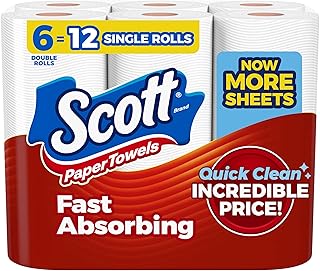 6 = 12 SINGLE ROLLS
DOUBLE
ROLLS
NOW
MORE
SHEETS
Scott
Brand
Paper Towels
Quick Clean
INCREDIBLE
PRICE!
Fast
Absorbing